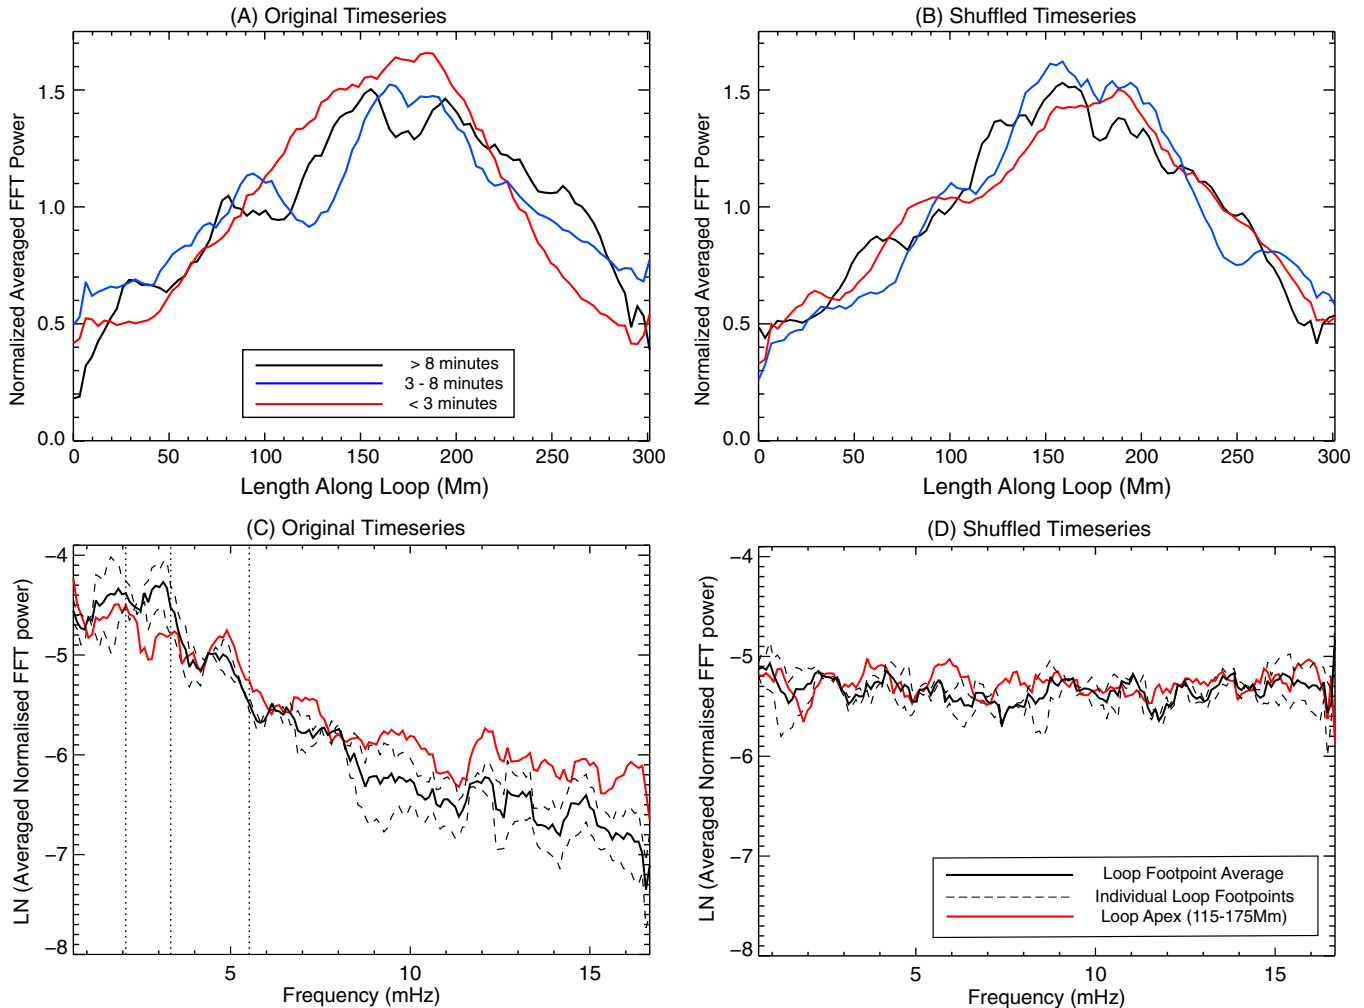 (A) Original Timeseries
Normalized Averaged FFT Power
1.5
1.0
0.5
0.0
> 8 minutes
3 - 8 minutes
< 3 minutes
0 50 100 150 200 250 300
Length Along Loop (Mm)
(B) Shuffled Timeseries
Normalized Averaged FFT Power
1.5
1.0
0.5
0.0
0 50 100 150 200 250 300
Length Along Loop (Mm)
(C) Original Timeseries
LN (Averaged Normalised FFT power)
−4
−5
−6
−7
−8
5 10 15
Frequency (mHz)
(D) Shuffled Timeseries
LN (Averaged Normalised FFT power)
−4
−5
−6
−7
−8
Loop Footpoint Average
Individual Loop Footpoints
Loop Apex (115-175Mm)
5 10 15
Frequency (mHz)